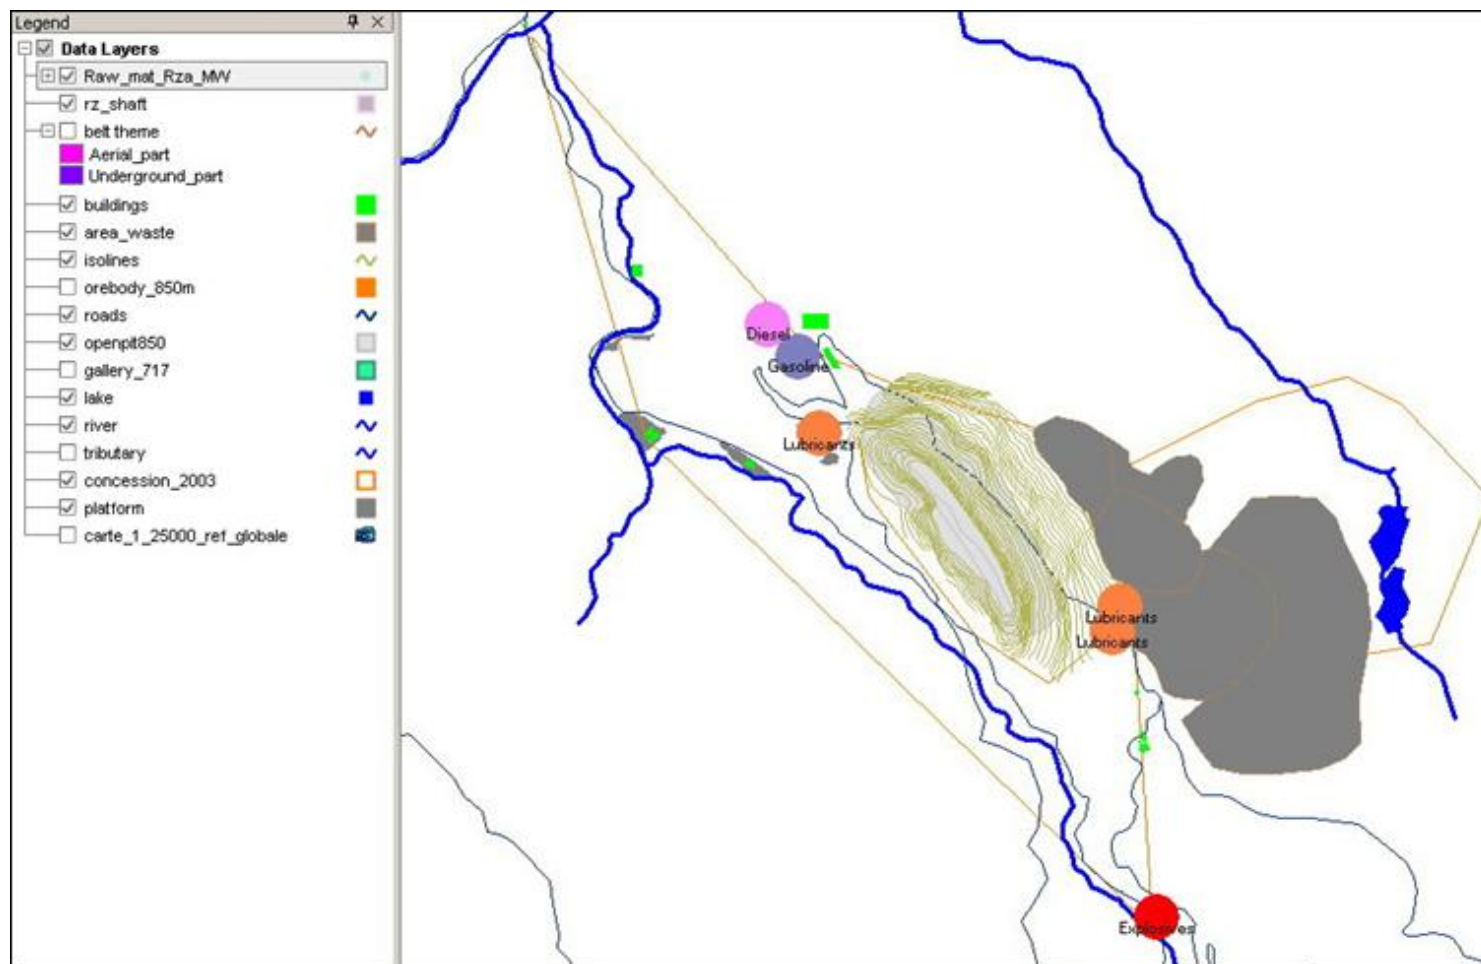 Legend
Data Layers
Raw_mat_Rza_MW
rz_shaft
belt theme
Aerial_part
Underground_part
buildings
area_waste
isolines
orebody_850m
roads
openpit850
gallery_717
lake
river
tributary
concession_2003
platform
carte_1_25000_ref_globale
Diesel
Gasoline
Lubricants
Lubricants
Lubricants
Explosives